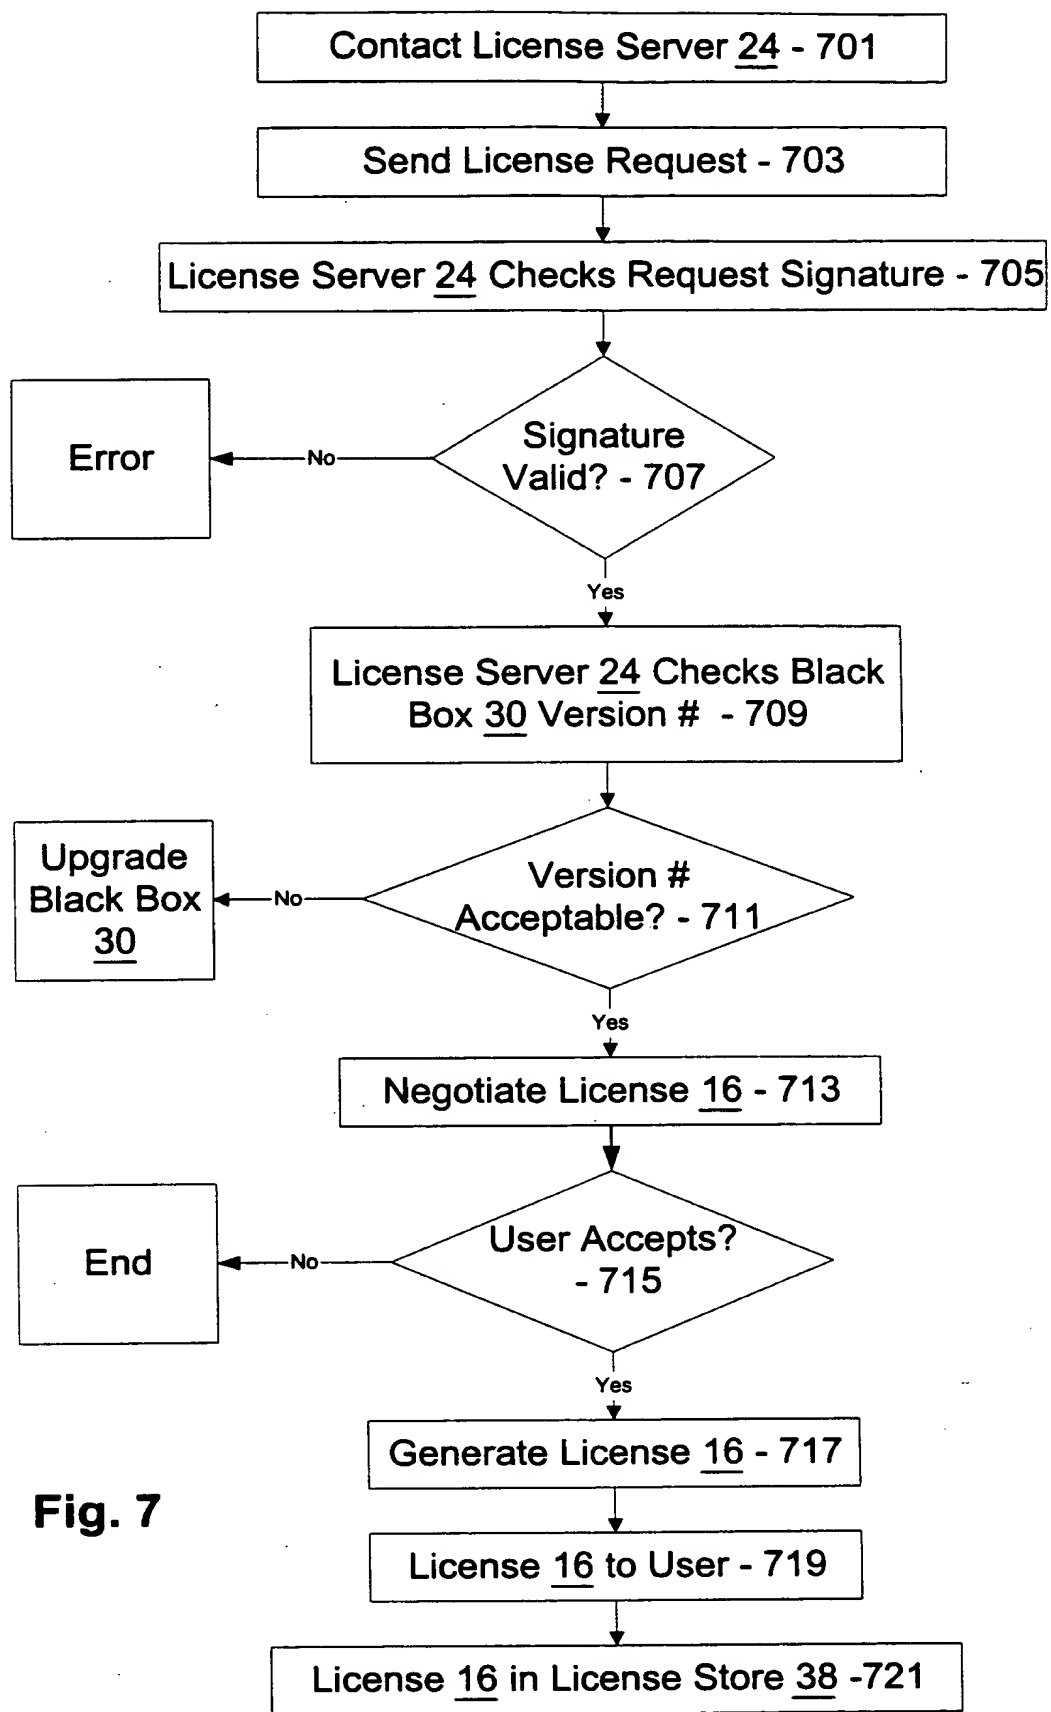 Contact License Server 24 - 701
Send License Request - 703
License Server 24 Checks Request Signature - 705
Signature
Valid? - 707
No
Error
Yes
License Server 24 Checks Black
Box 30 Version # - 709
Version #
Acceptable? - 711
No
Upgrade
Black Box
30
Yes
Negotiate License 16 - 713
User Accepts?
- 715
No
End
Yes
Generate License 16 - 717
License 16 to User - 719
License 16 in License Store 38 -721
Fig. 7